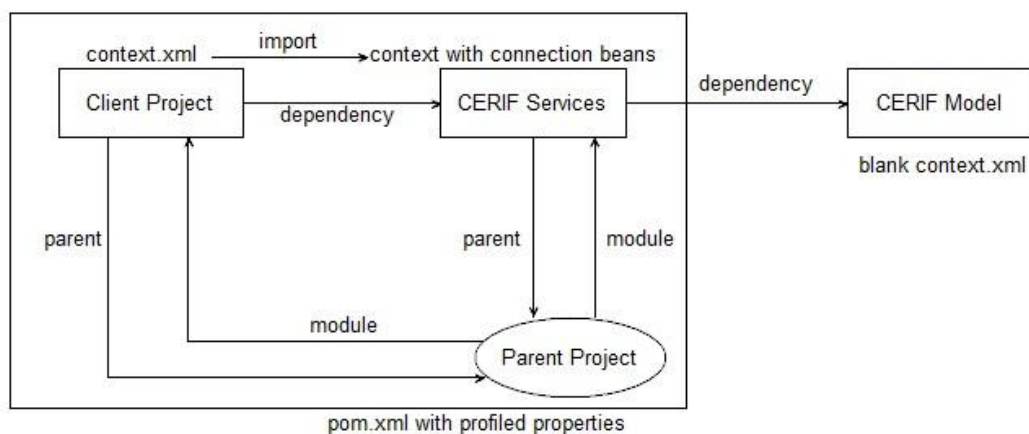 import
context.xml
context with connection beans
Client Project
dependency
CERIF Services
dependency
CERIF Model
blank context.xml
parent
parent
module
module
Parent Project
pom.xml with profiled properties